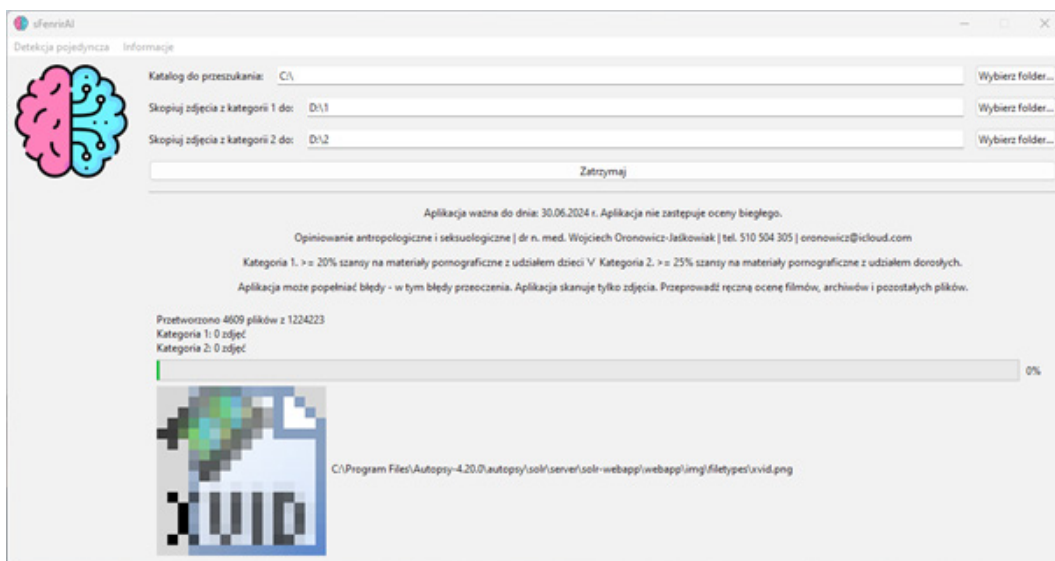 sFenrirAI
Detekcja pojedyncza Informacje
Katalog do przeszukania: C:\ Wybierz folder...
Skopiuj zdjęcia z kategorii 1 do: D:\1 Wybierz folder...
Skopiuj zdjęcia z kategorii 2 do: D:\2 Wybierz folder...
Zatrzymaj
Aplikacja ważna do dnia: 30.06.2024 r. Aplikacja nie zastępuje oceny biegłego.
Opiniowanie antropologiczne i seksuologiczne | dr n. med. Wojciech Oronowicz-Jaśkowiak | tel. 510 504 305 | oronowicz@icloud.com
Kategoria 1. >= 20% szansy na materiały pornograficzne z udziałem dzieci \/ Kategoria 2. >= 25% szansy na materiały pornograficzne z udziałem dorosłych.
Aplikacja może popełniać błędy - w tym błędy przeoczenia. Aplikacja skanuje tylko zdjęcia. Przeprowadź ręczną ocenę filmów, archiwów i pozostałych plików.
Przetworzono 4609 plików z 1224223
Kategoria 1: 0 zdjęć
Kategoria 2: 0 zdjęć
0%
XVID
C:\Program Files\Autopsy-4.20.0\autopsy\solr\server\solr-webapp\webapp\img\filetypes\xvid.png